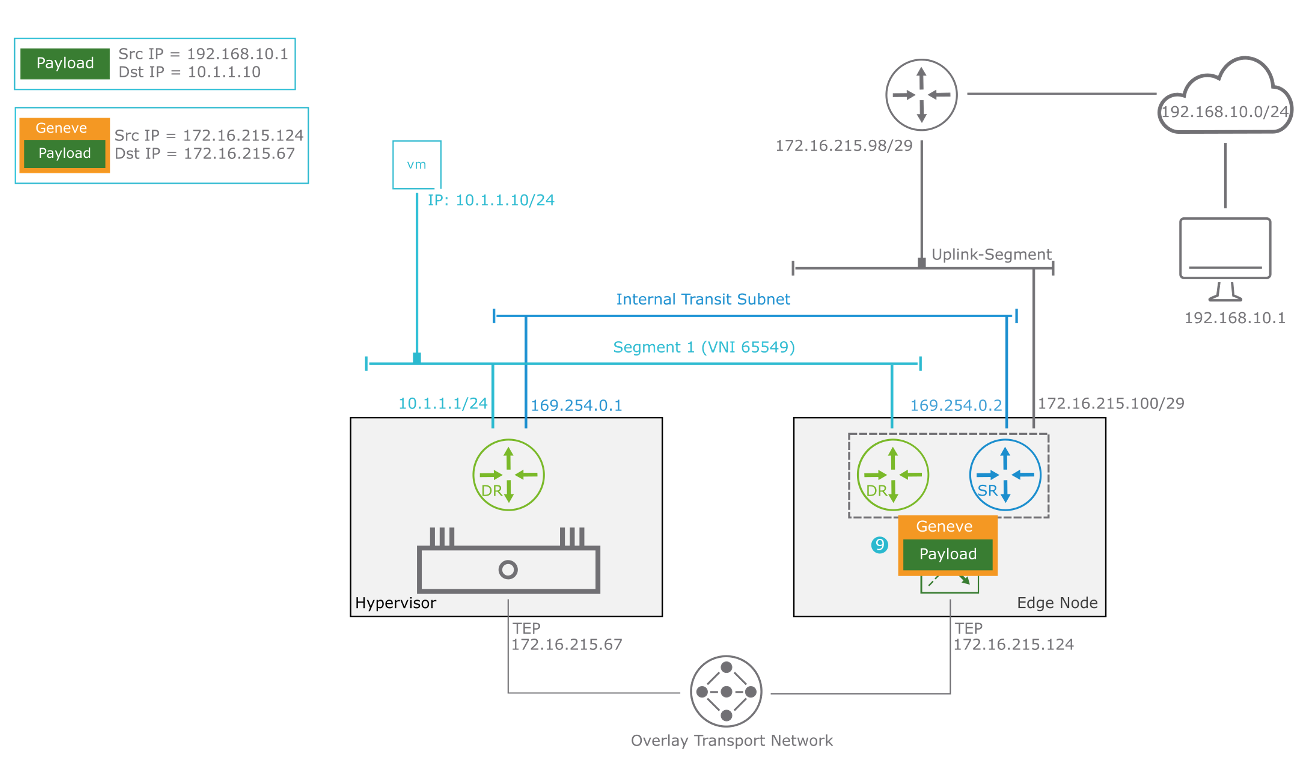 Payload
Src IP = 192.168.10.1
Dst IP = 10.1.1.10
Geneve
Payload
Src IP = 172.16.215.124
Dst IP = 172.16.215.67
vm
IP: 10.1.1.10/24
172.16.215.98/29
192.168.10.0/24
192.168.10.1
Uplink-Segment
Internal Transit Subnet
Segment 1 (VNI 65549)
10.1.1.1/24
169.254.0.1
169.254.0.2
172.16.215.100/29
DR
DR
SR
Geneve
9
Payload
Hypervisor
Edge Node
TEP
172.16.215.67
TEP
172.16.215.124
Overlay Transport Network